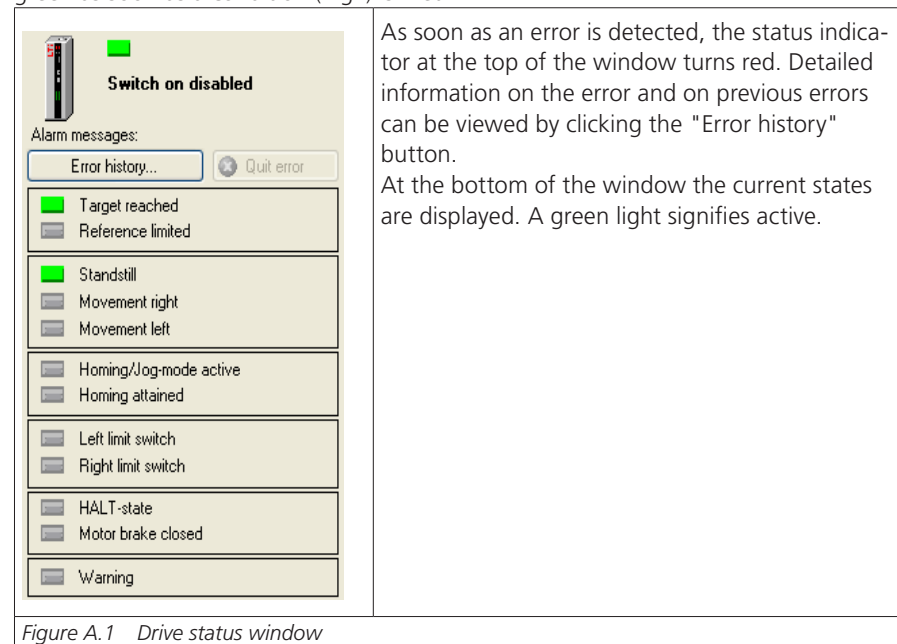 Switch on disabled
Alarm messages:
Error history...
Quit error
Target reached
Reference limited
Standstill
Movement right
Movement left
Homing/Jog-mode active
Homing attained
Left limit switch
Right limit switch
HALT-state
Motor brake closed
Warning
As soon as an error is detected, the status indica-
tor at the top of the window turns red. Detailed
information on the error and on previous errors
can be viewed by clicking the "Error history"
button.
At the bottom of the window the current states
are displayed. A green light signifies active.
Figure A.1 Drive status window